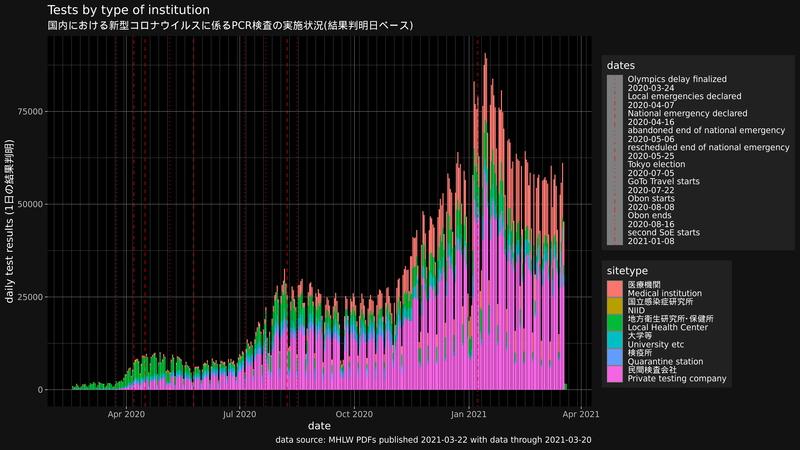 Tests by type of institution
国内における新型コロナウイルスに係るPCR検査の実施状況(結果判明日ベース)
daily test results (1日の結果判明)
75000
50000
25000
0
Apr 2020
Jul 2020
Oct 2020
Jan 2021
Apr 2021
date
data source: MHLW PDFs published 2021-03-22 with data through 2021-03-20
dates
Olympics delay finalized
2020-03-24
Local emergencies declared
2020-04-07
National emergency declared
2020-04-16
abandoned end of national emergency
2020-05-06
rescheduled end of national emergency
2020-05-25
Tokyo election
2020-07-05
GoTo Travel starts
2020-07-22
Obon starts
2020-08-08
Obon ends
2020-08-16
second SoE starts
2021-01-08
sitetype
医療機関
Medical institution
国立感染症研究所
NIID
地方衛生研究所･保健所
Local Health Center
大学等
University etc
検疫所
Quarantine station
民間検査会社
Private testing company